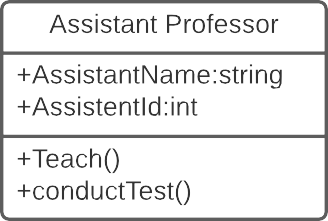 Assistant Professor
+AssistantName:string
+AssistentId:int
+Teach()
+conductTest()